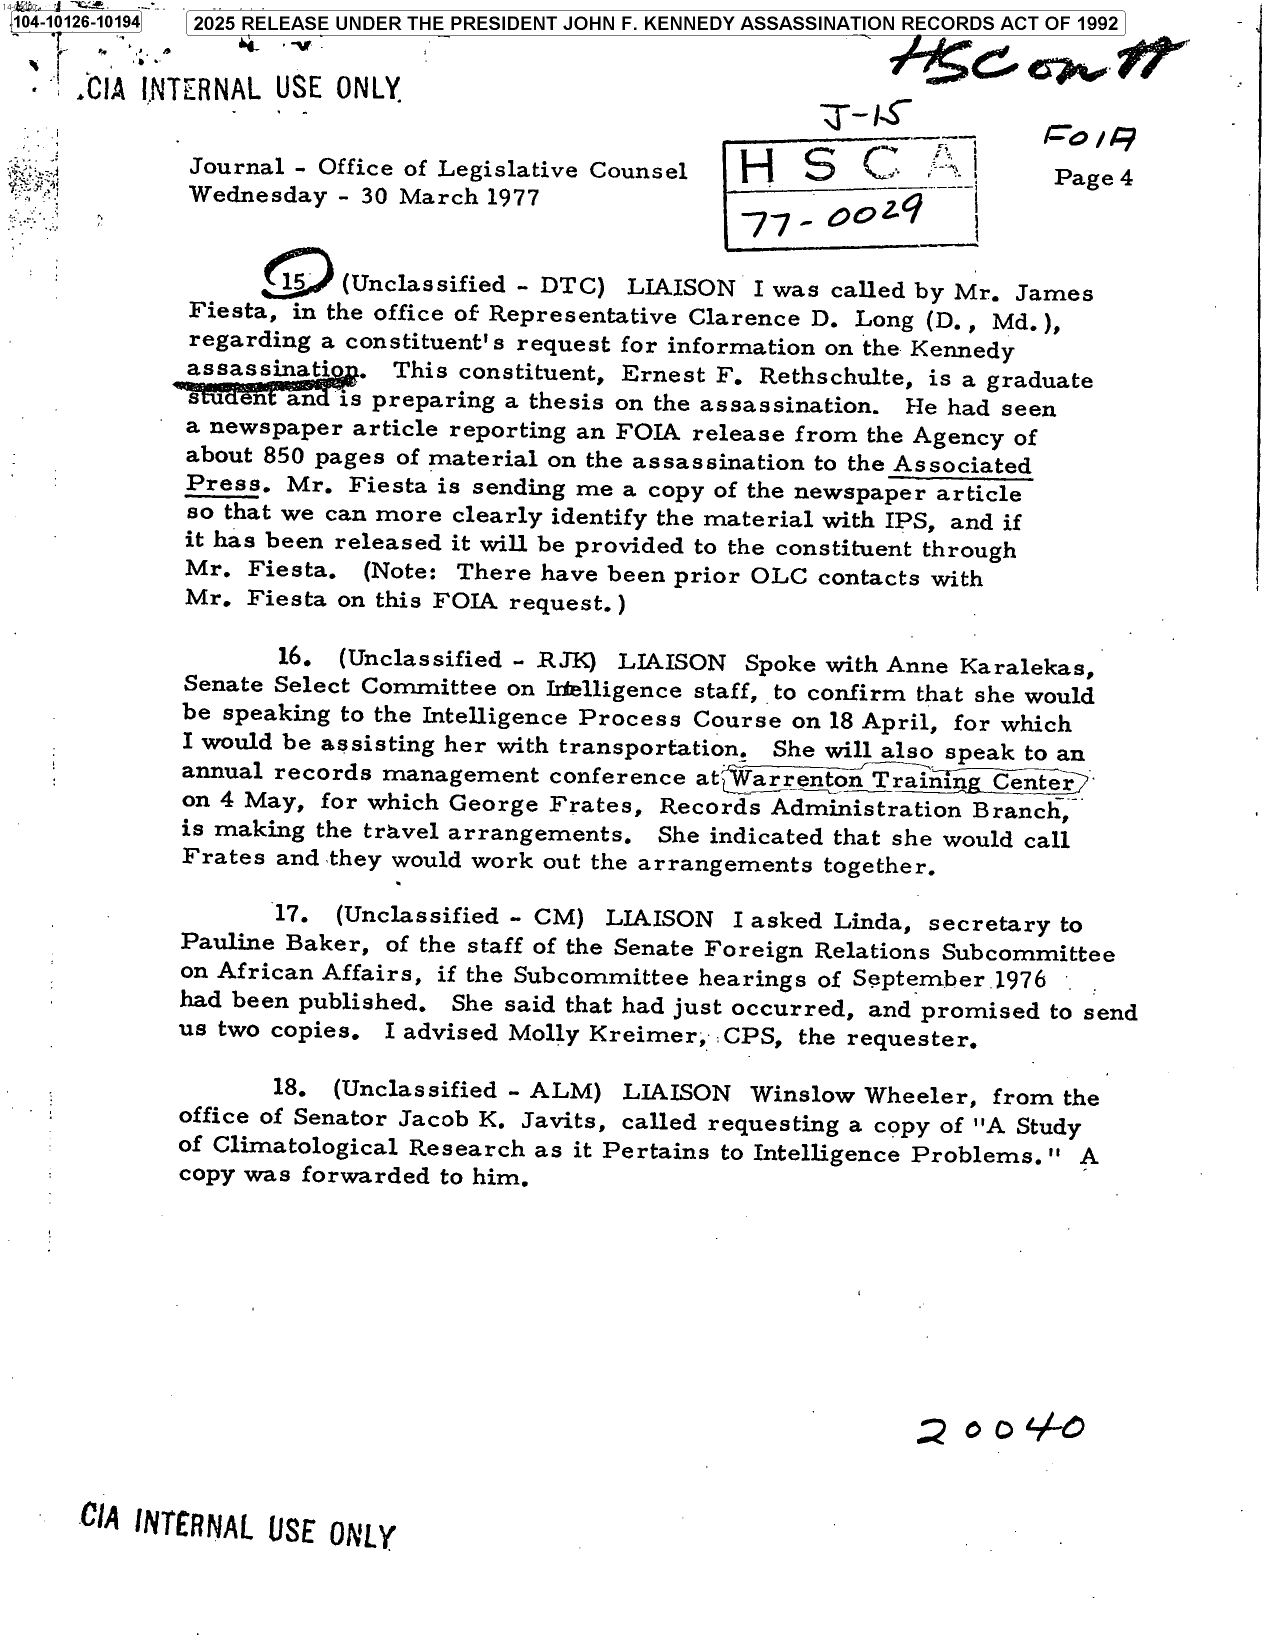 104-10126-10194
2025 RELEASE UNDER THE PRESIDENT JOHN F. KENNEDY ASSASSINATION RECORDS ACT OF 1992
CIA INTERNAL USE ONLY
J-15
FOIA
Journal - Office of Legislative Counsel
Wednesday - 30 March 1977
H S C A
77-0029
Page 4
15. (Unclassified - DTC) LIAISON I was called by Mr. James
Fiesta, in the office of Representative Clarence D. Long (D., Md.),
regarding a constituent's request for information on the Kennedy
assassination. This constituent, Ernest F. Rethschulte, is a graduate
student and is preparing a thesis on the assassination. He had seen
a newspaper article reporting an FOIA release from the Agency of
about 850 pages of material on the assassination to the Associated
Press. Mr. Fiesta is sending me a copy of the newspaper article
so that we can more clearly identify the material with IPS, and if
it has been released it will be provided to the constituent through
Mr. Fiesta. (Note: There have been prior OLC contacts with
Mr. Fiesta on this FOIA request.)
16. (Unclassified - RJK) LIAISON Spoke with Anne Karalekas,
Senate Select Committee on Intelligence staff, to confirm that she would
be speaking to the Intelligence Process Course on 18 April, for which
I would be assisting her with transportation. She will also speak to an
annual records management conference at Warrenton Training Center
on 4 May, for which George Frates, Records Administration Branch,
is making the travel arrangements. She indicated that she would call
Frates and they would work out the arrangements together.
17. (Unclassified - CM) LIAISON I asked Linda, secretary to
Pauline Baker, of the staff of the Senate Foreign Relations Subcommittee
on African Affairs, if the Subcommittee hearings of September 1976
had been published. She said that had just occurred, and promised to send
us two copies. I advised Molly Kreimer, CPS, the requester.
18. (Unclassified - ALM) LIAISON Winslow Wheeler, from the
office of Senator Jacob K. Javits, called requesting a copy of "A Study
of Climatological Research as it Pertains to Intelligence Problems." A
copy was forwarded to him.
20040
CIA INTERNAL USE ONLY